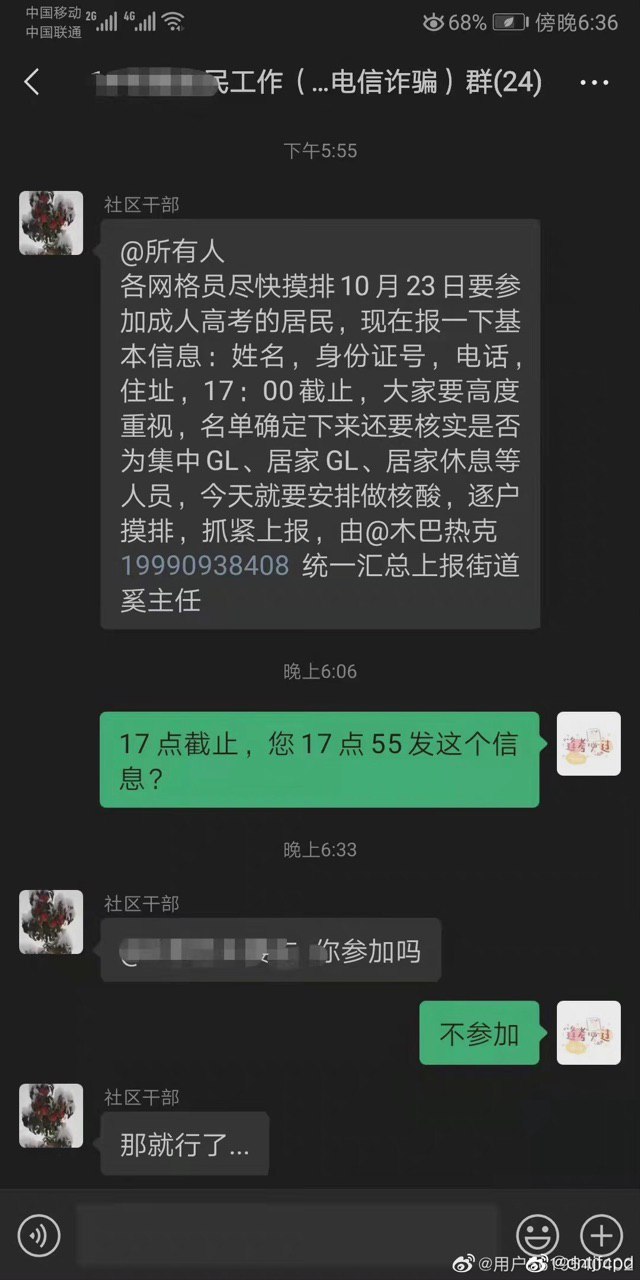 中国移动 2G 4G
中国联通
68% 傍晚6:36
民工作（...电信诈骗）群(24)
下午5:55
社区干部
@所有人
各网格员尽快摸排10月23日要参
加成人高考的居民，现在报一下基
本信息：姓名，身份证号，电话，
住址，17：00截止，大家要高度
重视，名单确定下来还要核实是否
为集中GL、居家GL、居家休息等
人员，今天就要安排做核酸，逐户
摸排，抓紧上报，由@木巴热克
19990938408 统一汇总上报街道
奚主任
晚上6:06
17点截止，您17点55发这个信
息？
晚上6:33
社区干部
@ 你参加吗
不参加
社区干部
那就行了...
@用户